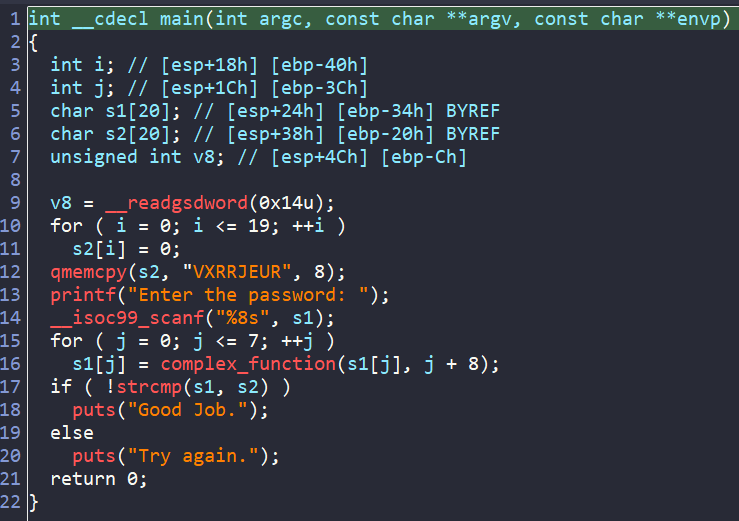 1 int __cdecl main(int argc, const char **argv, const char **envp)
2 {
3 int i; // [esp+18h] [ebp-40h]
4 int j; // [esp+1Ch] [ebp-3Ch]
5 char s1[20]; // [esp+24h] [ebp-34h] BYREF
6 char s2[20]; // [esp+38h] [ebp-20h] BYREF
7 unsigned int v8; // [esp+4Ch] [ebp-Ch]
8
9 v8 = __readgsdword(0x14u);
10 for ( i = 0; i <= 19; ++i )
11 s2[i] = 0;
12 qmemcpy(s2, "VXRRJEUR", 8);
13 printf("Enter the password: ");
14 __isoc99_scanf("%8s", s1);
15 for ( j = 0; j <= 7; ++j )
16 s1[j] = complex_function(s1[j], j + 8);
17 if ( !strcmp(s1, s2) )
18 puts("Good Job.");
19 else
20 puts("Try again.");
21 return 0;
22 }